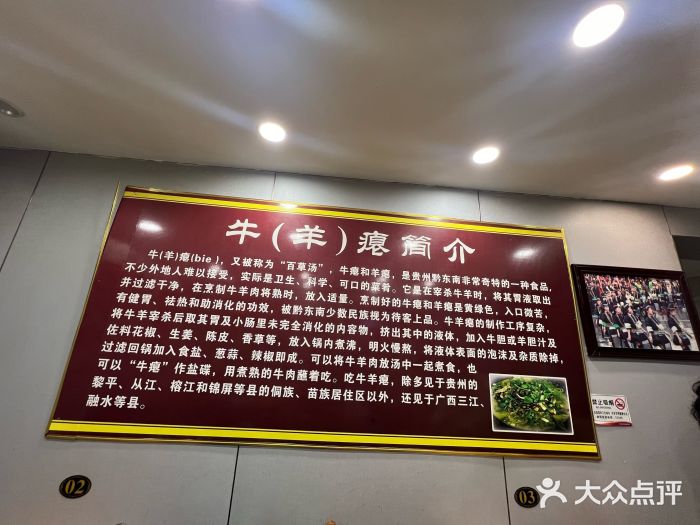 牛(羊)瘪简介
牛(羊)瘪(bie)，又被称为“百草汤”，牛瘪和羊瘪，是贵州黔东南非常奇特的一种食品，
不少外地人难以接受，实际是卫生、科学、可口的菜肴。它是在宰杀牛羊时，将其胃液取出
并过滤干净，在烹制牛羊肉将熟时，放入适量。烹制好的牛瘪和羊瘪是黄绿色，入口微苦，
有健胃、祛热和助消化的功效，被黔东南少数民族视为待客上品。牛羊瘪的制作工序复杂，
将牛羊宰杀后取其胃及小肠里未完全消化的内容物，挤出其中的液体，加入牛胆或羊胆汁及
佐料花椒、生姜、陈皮、香草等，放入锅内煮沸，明火慢熬，将液体表面的泡沫及杂质除掉，
过滤回锅加入食盐、葱蒜、辣椒即成。可以将牛羊肉放汤中一起煮食，也
可以“牛瘪”作盐碟，用煮熟的牛肉蘸着吃。吃牛羊瘪，除多见于贵州的
黎平、从江、榕江和锦屏等县的侗族、苗族居住区以外，还见于广西三江、
融水等县。
禁止吸烟
02
03
大众点评